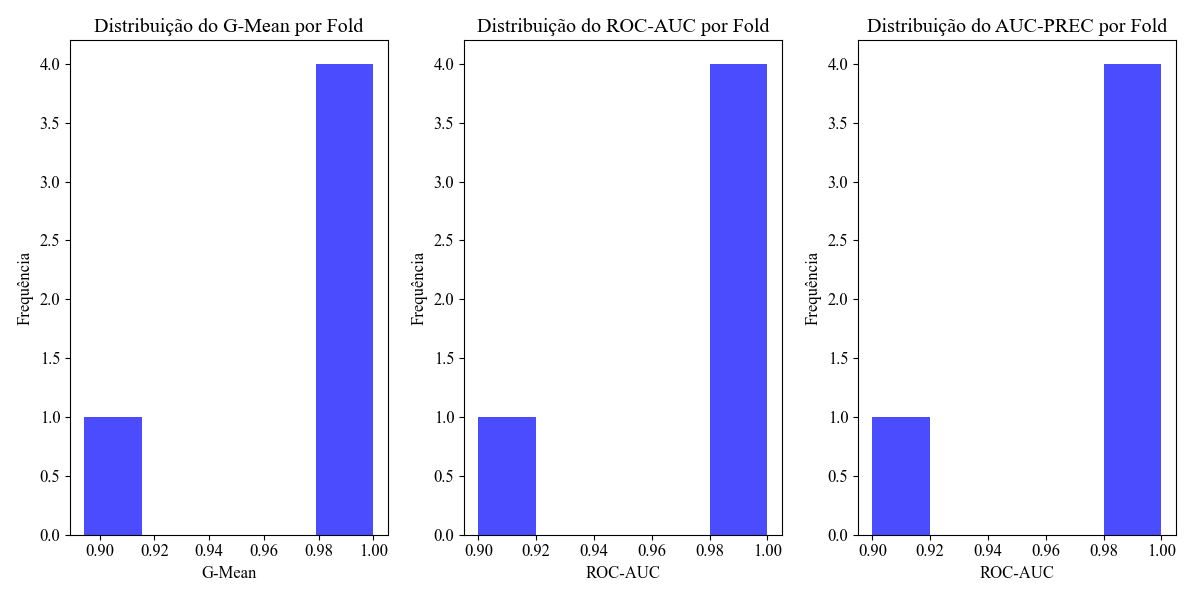 Distribuição do G-Mean por Fold
4.0
3.5
3.0
2.5
2.0
1.5
1.0
0.5
0.0
Frequência
0.90 0.92 0.94 0.96 0.98 1.00
G-Mean
Distribuição do ROC-AUC por Fold
4.0
3.5
3.0
2.5
2.0
1.5
1.0
0.5
0.0
Frequência
0.90 0.92 0.94 0.96 0.98 1.00
ROC-AUC
Distribuição do AUC-PREC por Fold
4.0
3.5
3.0
2.5
2.0
1.5
1.0
0.5
0.0
Frequência
0.90 0.92 0.94 0.96 0.98 1.00
ROC-AUC